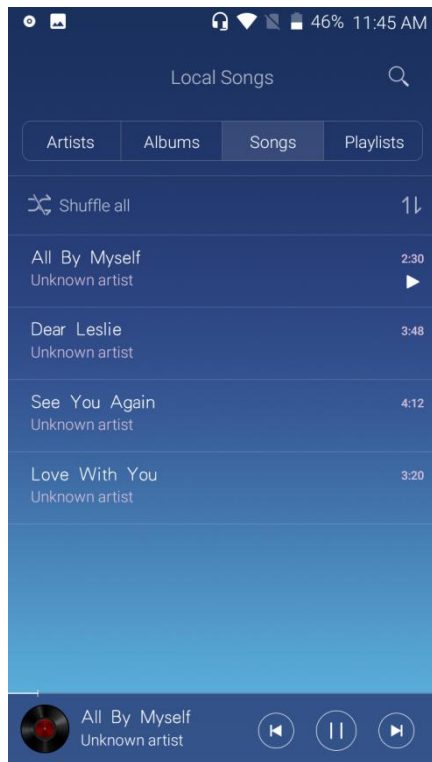 46% 11:45 AM
Local Songs
Artists Albums Songs Playlists
Shuffle all
All By Myself 2:30
Unknown artist
Dear Leslie 3:48
Unknown artist
See You Again 4:12
Unknown artist
Love With You 3:20
Unknown artist
All By Myself
Unknown artist